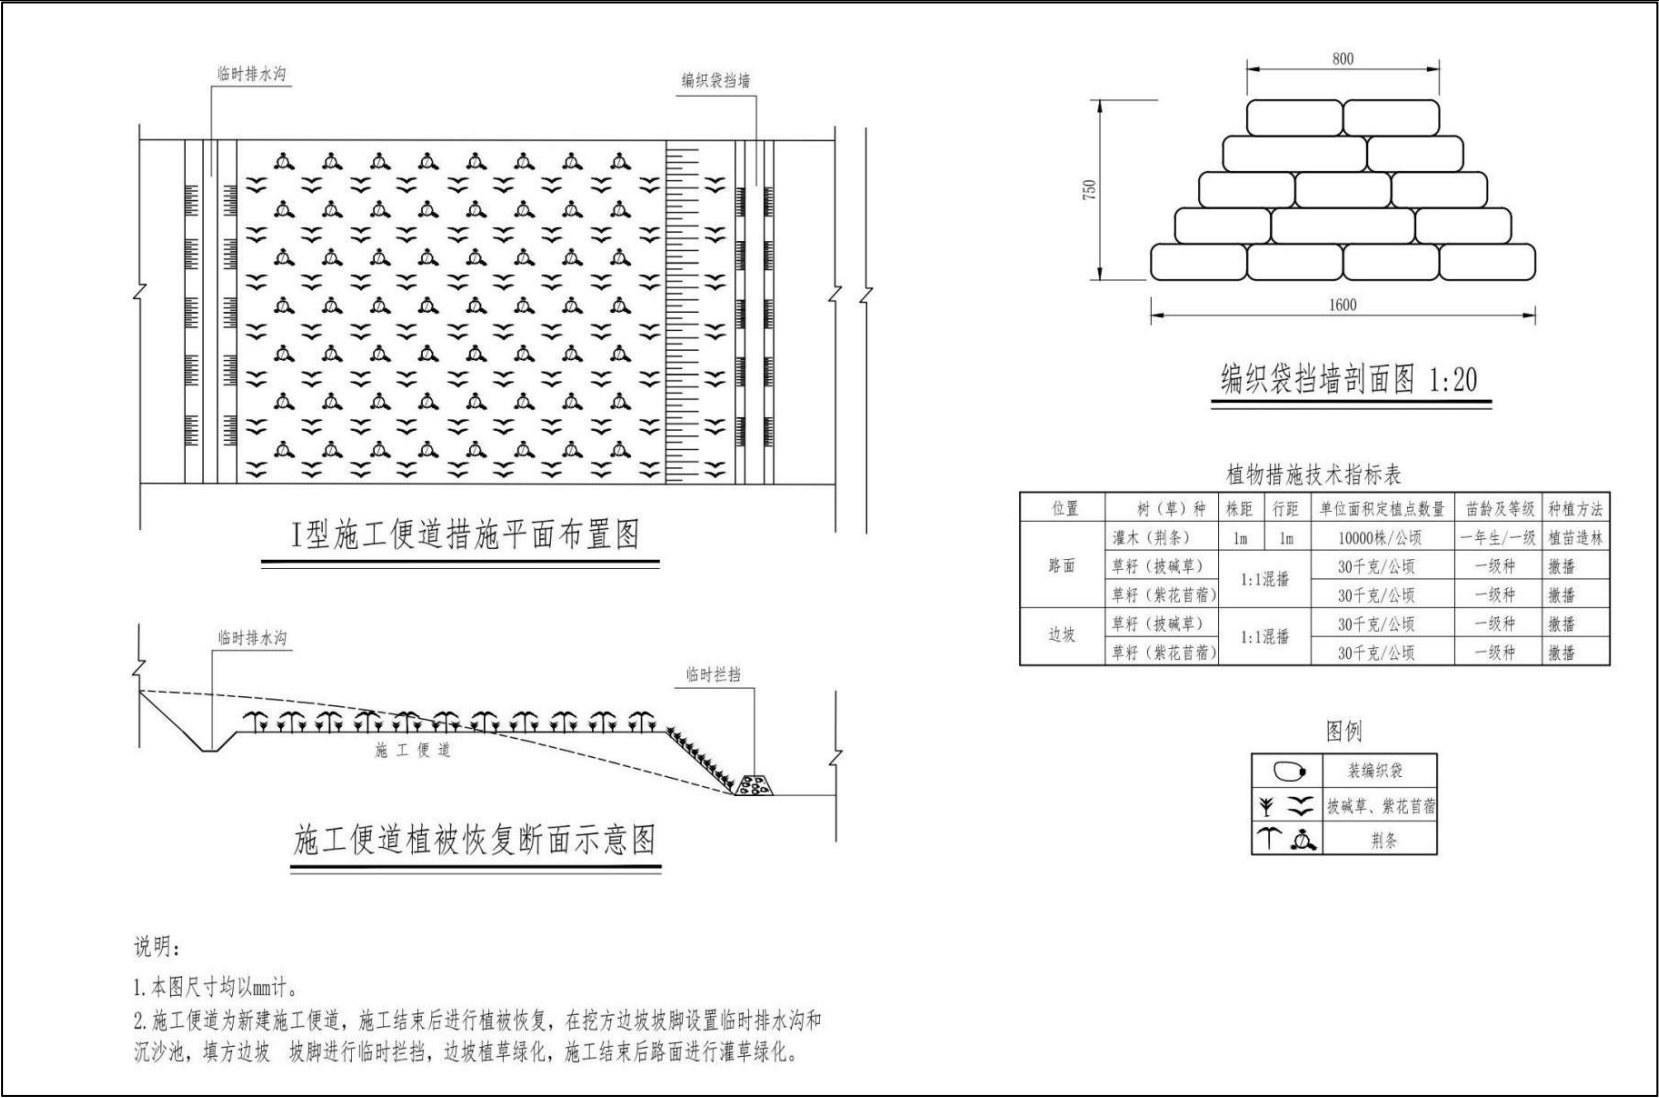 临时排水沟
编织袋挡墙
I型施工便道措施平面布置图
临时排水沟
临时拦挡
施工便道
施工便道植被恢复断面示意图
说明:
1.本图尺寸均以mm计。
2.施工便道为新建施工便道，施工结束后进行植被恢复，在挖方边坡坡脚设置临时排水沟和
沉沙池，填方边坡 坡脚进行临时拦挡，边坡植草绿化，施工结束后路面进行灌草绿化。
800
750
1600
编织袋挡墙剖面图 1:20
植物措施技术指标表
位置 树（草）种 株距 行距 单位面积定植点数量 苗龄及等级 种植方法
路面 灌木（荆条） 1m 1m 10000株/公顷 一年生/一级 植苗造林
草籽（披碱草） 1:1混播 30千克/公顷 一级种 撒播
草籽（紫花苜蓿） 30千克/公顷 一级种 撒播
边坡 草籽（披碱草） 1:1混播 30千克/公顷 一级种 撒播
草籽（紫花苜蓿） 30千克/公顷 一级种 撒播
图例
装编织袋
披碱草、紫花苜蓿
荆条